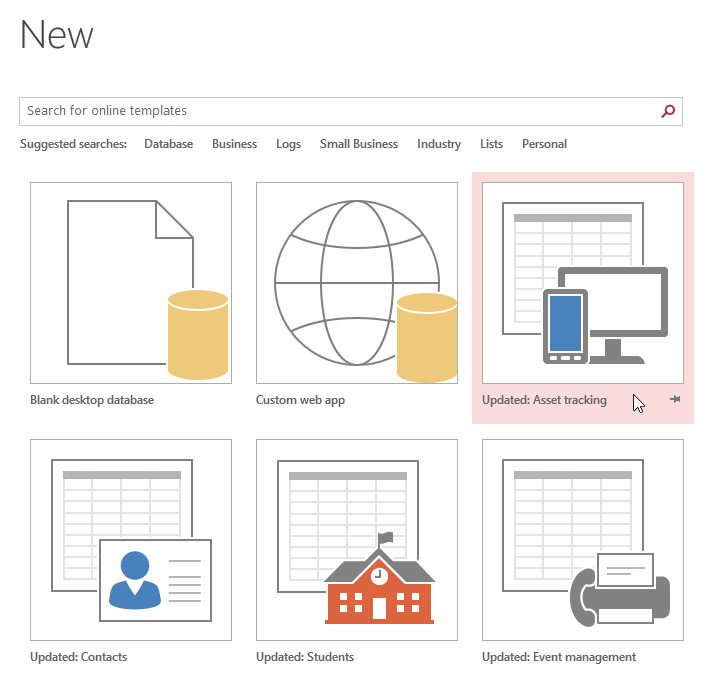 New
Search for online templates
Suggested searches: Database Business Logs Small Business Industry Lists Personal
Blank desktop database Custom web app Updated: Asset tracking
Updated: Contacts Updated: Students Updated: Event management